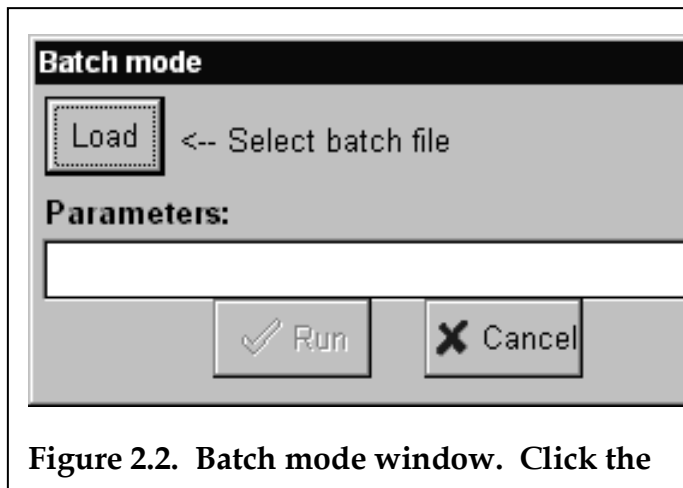 Batch mode
Load <-- Select batch file
Parameters:
Run Cancel
Figure 2.2. Batch mode window. Click the